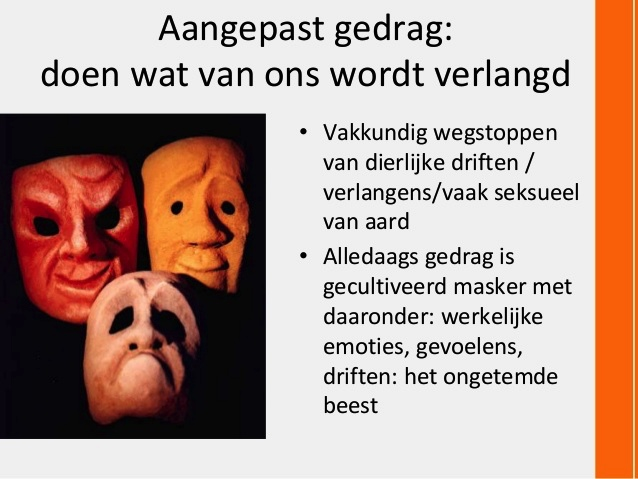 Aangepast gedrag:
doen wat van ons wordt verlangd
• Vakkundig wegstoppen
van dierlijke driften /
verlangens/vaak seksueel
van aard
• Alledaags gedrag is
gecultiveerd masker met
daaronder: werkelijke
emoties, gevoelens,
driften: het ongetemde
beest